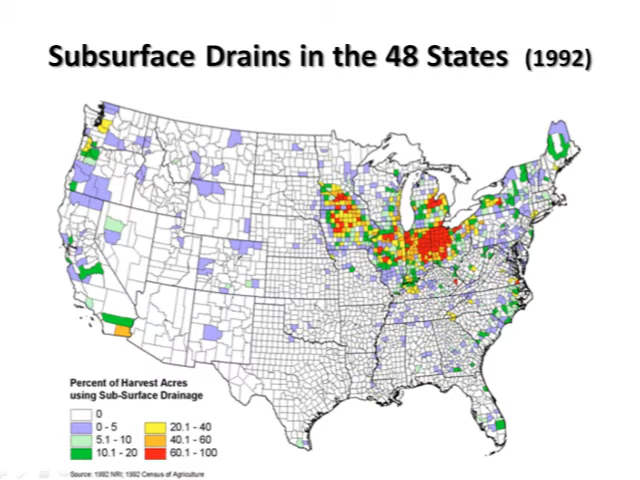 Subsurface Drains in the 48 States (1992)
Percent of Harvest Acres
using Sub-Surface Drainage
0
0 - 5
5.1 - 10
10.1 - 20
20.1 - 40
40.1 - 60
60.1 - 100
Source: 1992 NRI; 1992 Census of Agriculture